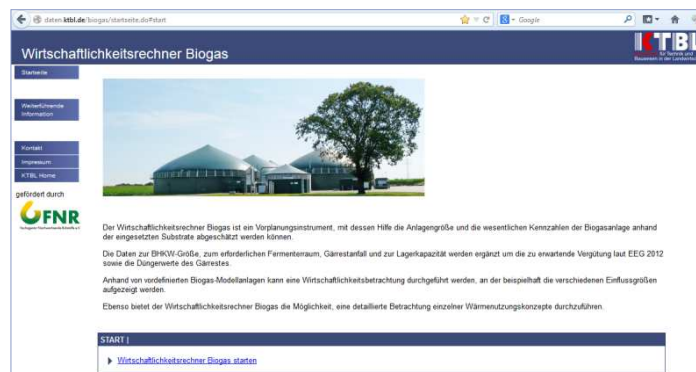 daten.ktbl.de/biogas/startseite.do#start
Google
Wirtschaftlichkeitsrechner Biogas
KTBL
Startseite
Weiterführende
Information
Kontakt
Impressum
KTBL Home
gefördert durch
FNR
Der Wirtschaftlichkeitsrechner Biogas ist ein Vorplanungsinstrument, mit dessen Hilfe die Anlagengröße und die wesentlichen Kennzahlen der Biogasanlage anhand
der eingesetzten Substrate abgeschätzt werden können.
Die Daten zur BHKW-Größe, zum erforderlichen Fermenterraum, Gärrestanfall und zur Lagerkapazität werden ergänzt um die zu erwartende Vergütung laut EEG 2012
sowie die Düngerwerte des Gärrestes.
Anhand von vordefinierten Biogas-Modellanlagen kann eine Wirtschaftlichkeitsbetrachtung durchgeführt werden, an der beispielhaft die verschiedenen Einflussgrößen
aufgezeigt werden.
Ebenso bietet der Wirtschaftlichkeitsrechner Biogas die Möglichkeit, eine detaillierte Betrachtung einzelner Wärmenutzungskonzepte durchzuführen.
START |
Wirtschaftlichkeitsrechner Biogas starten